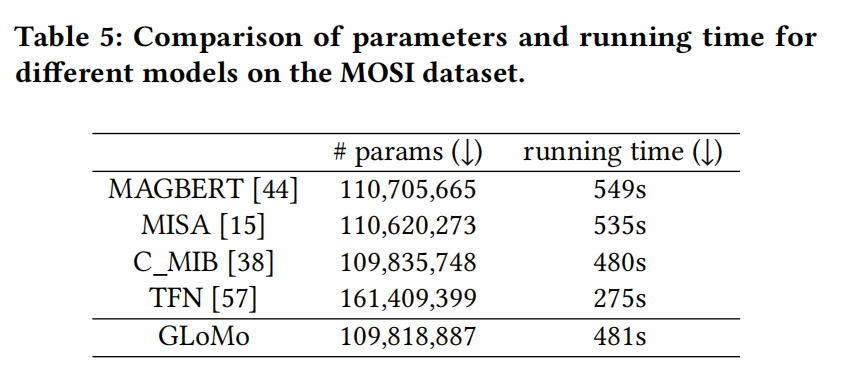 Table 5: Comparison of parameters and running time for
different models on the MOSI dataset.
# params (↓) running time (↓)
MAGBERT [44] 110,705,665 549s
MISA [15] 110,620,273 535s
C_MIB [38] 109,835,748 480s
TFN [57] 161,409,399 275s
GLoMo 109,818,887 481s